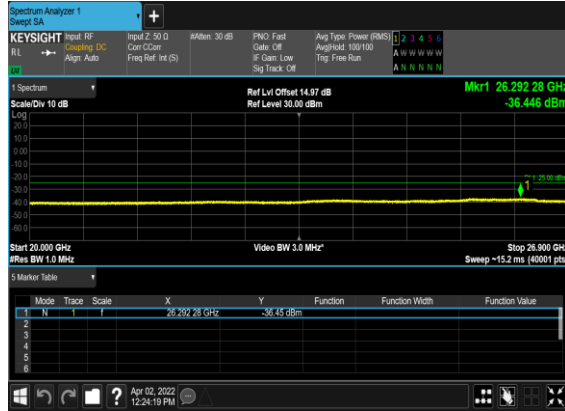 Spectrum Analyzer 1
Swept SA
KEYSIGHT Input: RF Input Z: 50 Ω #Atten: 30 dB PNO: Fast Avg Type: Power (RMS) 1 2 3 4 5 6
RL Coupling: DC Corr CCorr Gate: Off Avg|Hold: 100/100 A W W W W W
Align: Auto Freq Ref: Int (S) IF Gain: Low Trig: Free Run
Sig Track: Off A N N N N N
1 Spectrum
Ref Lvl Offset 14.97 dB Mkr1 26.292 28 GHz
Scale/Div 10 dB Ref Level 30.00 dBm -36.446 dBm
Log
20.0
10.0
0.00
-10.0
-20.0
1 -25.00 dBm
1
-30.0
-40.0
-50.0
-60.0
Start 20.000 GHz Video BW 3.0 MHz* Stop 26.900 GHz
#Res BW 1.0 MHz Sweep ~15.2 ms (40001 pts)
5 Marker Table
Mode Trace Scale X Y Function Function Width Function Value
1 N 1 f 26.292 28 GHz -36.45 dBm
2
3
4
5
6
? Apr 02, 2022
12:24:19 PM